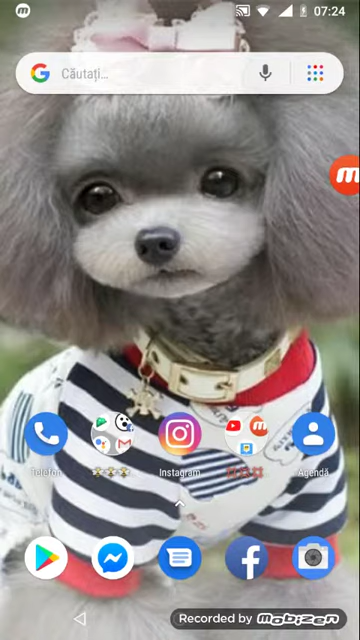 07:24
G Căutați...
m
Telefon
Instagram
Agendă
Recorded by mobizen